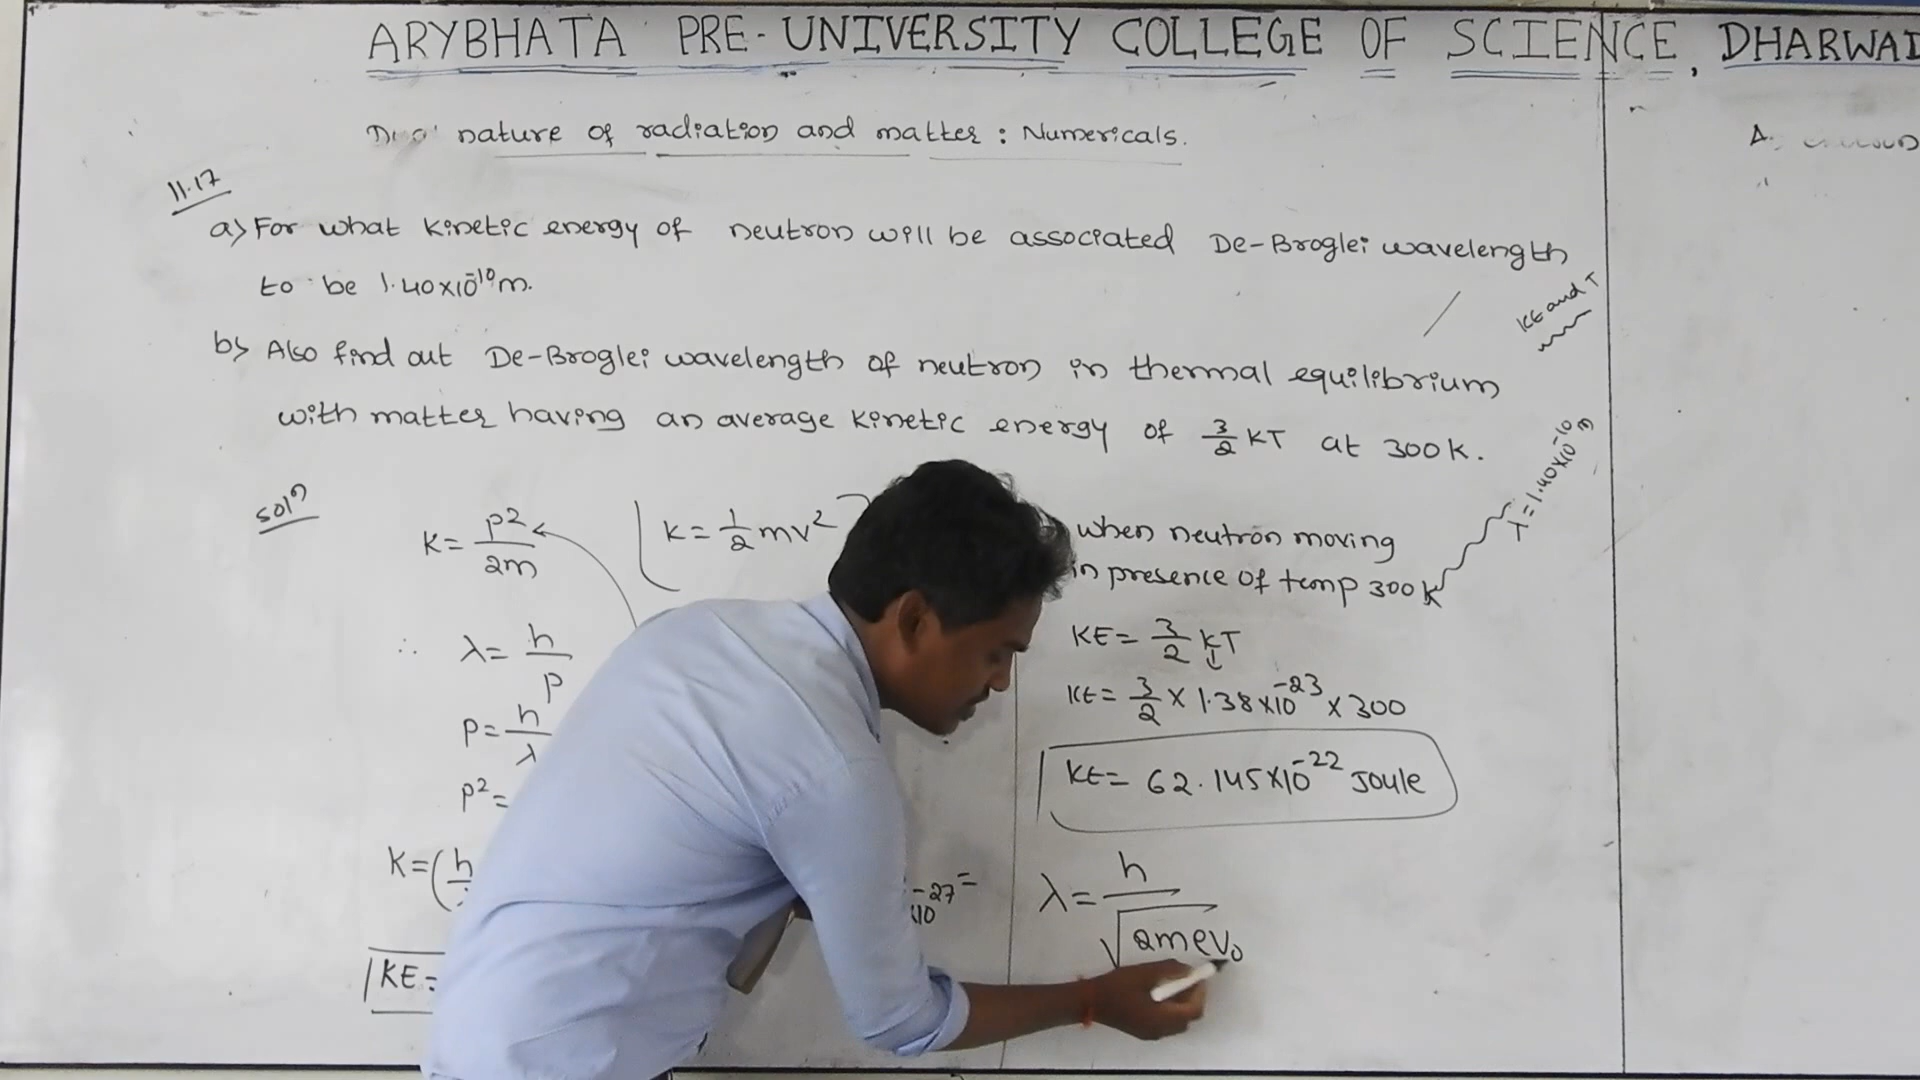 ARYBHATA PRE-UNIVERSITY COLLEGE OF SCIENCE, DHARWAD
nature of radiation and matter : Numericals.
11.17
a) For what kinetic energy of neutron will be associated De-Broglei wavelength
to be 1.40×10⁻¹⁰m.
KE and T
b) Also find out De-Broglei wavelength of neutron in thermal equilibrium
with matter having an average kinetic energy of 3/2 KT at 300K.
T = 1.40×10⁻¹⁰ m
solⁿ
K = P²/2m
K = 1/2 mv²
∴ λ = h/P
P = h/λ
P² =
K = (h
10⁻²⁷ =
KE =
when neutron moving
in presence of temp 300K
KE = 3/2 KT
KE = 3/2 × 1.38×10⁻²³ × 300
KE = 62.145×10⁻²² Joule
λ = h/√2meV₀